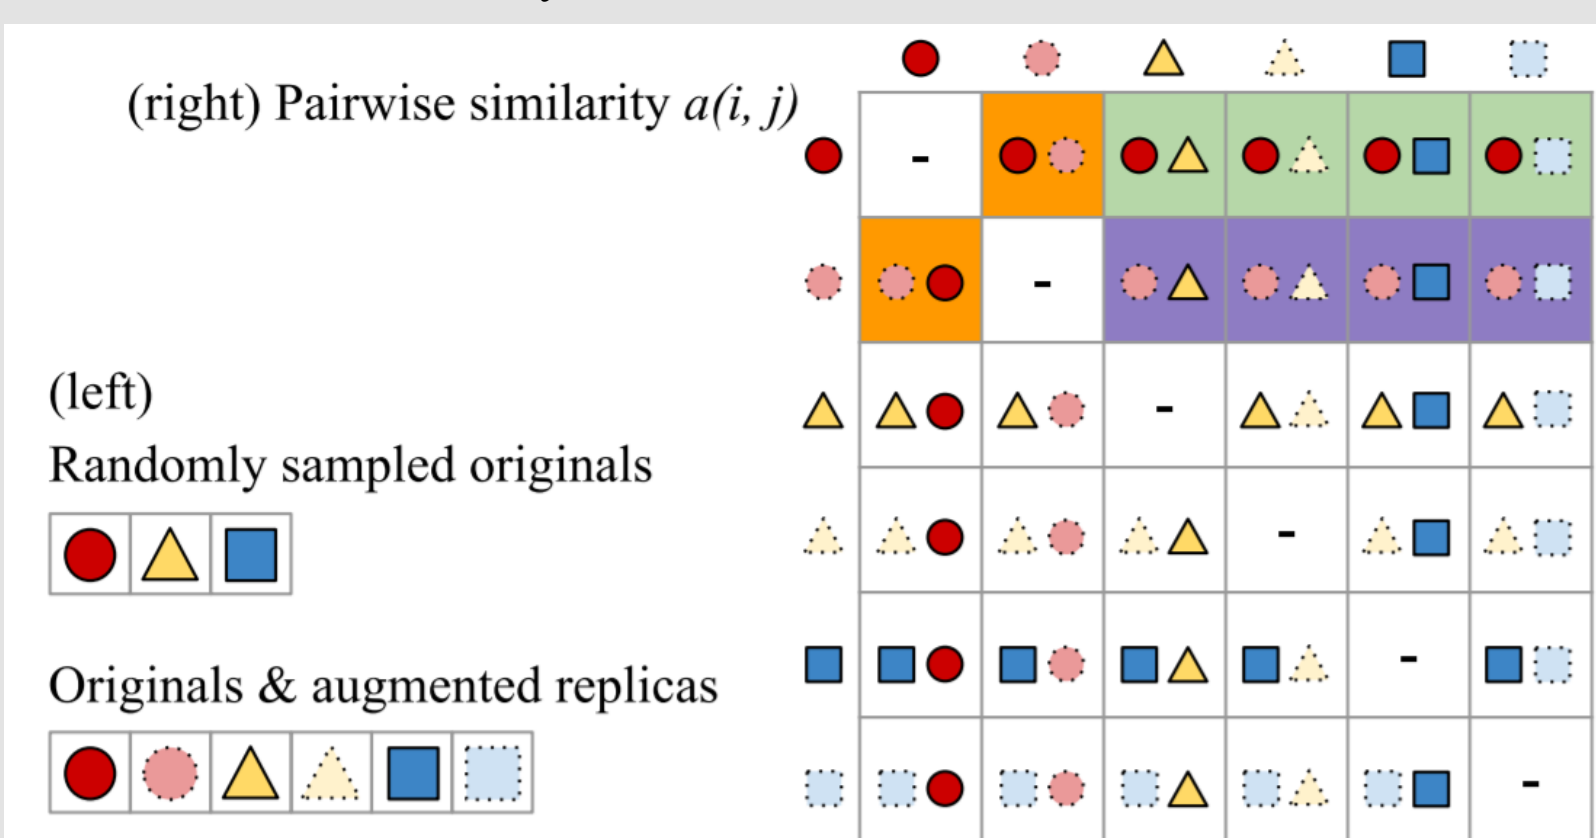 (right) Pairwise similarity a(i, j)
-
-
(left)
-
Randomly sampled originals
-
-
Originals & augmented replicas
-